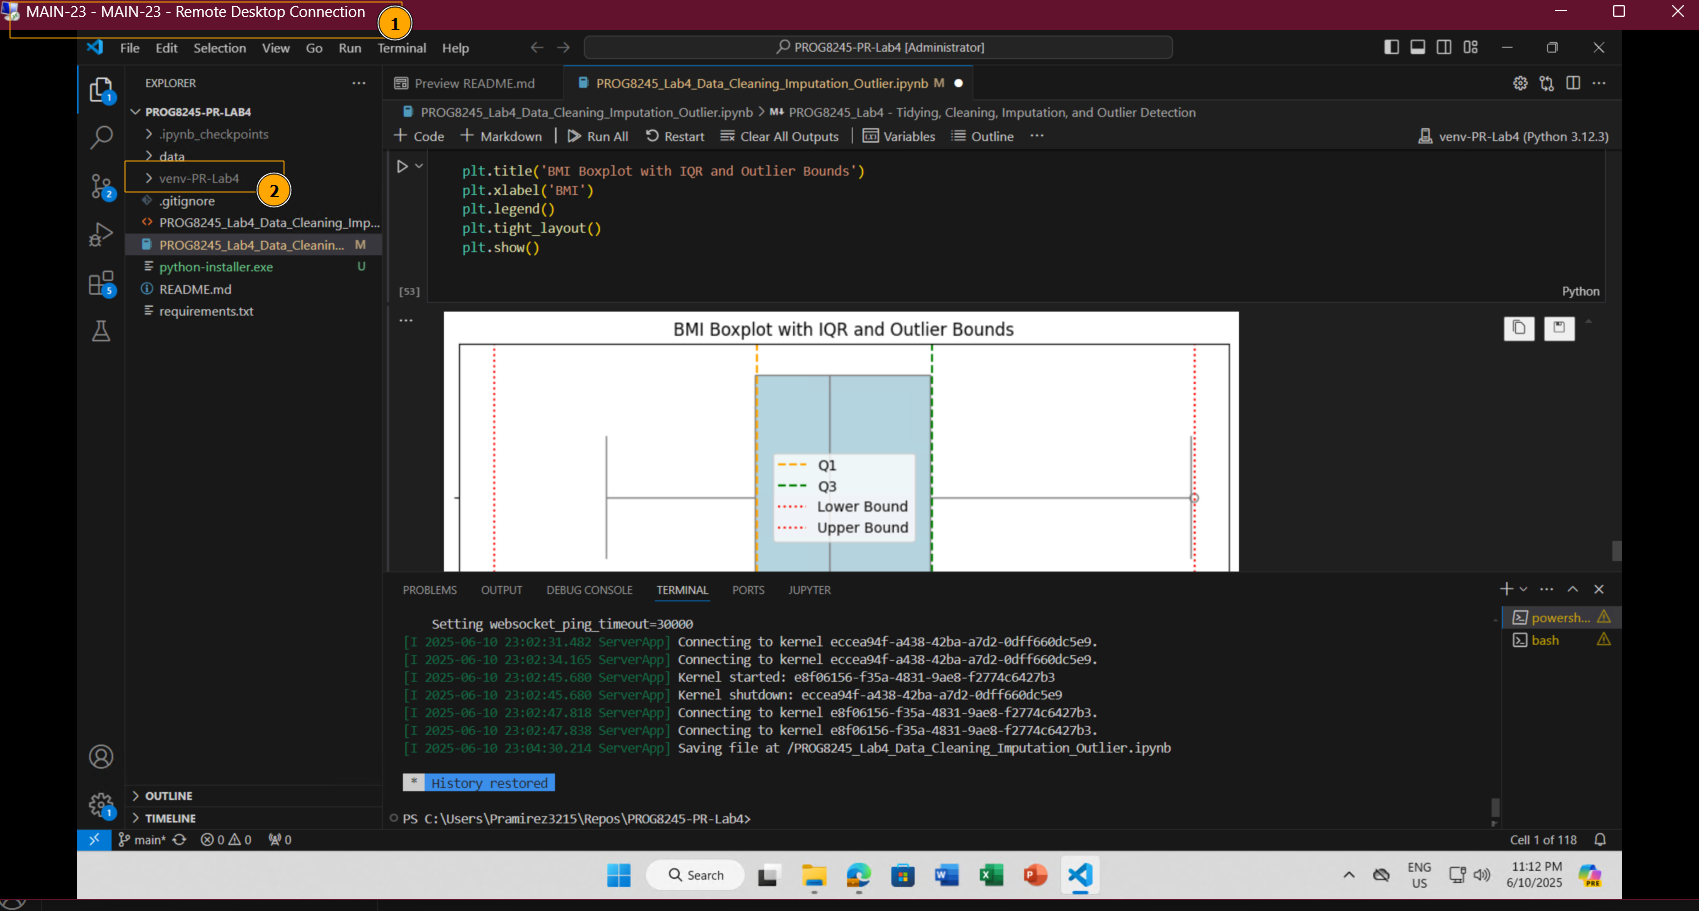 MAIN-23 - MAIN-23 - Remote Desktop Connection
1
File Edit Selection View Go Run Terminal Help
PROG8245-PR-Lab4 [Administrator]
EXPLORER
Preview README.md
PROG8245_Lab4_Data_Cleaning_Imputation_Outlier.ipynb M
PROG8245-PR-LAB4
PROG8245_Lab4_Data_Cleaning_Imputation_Outlier.ipynb > M↓ PROG8245_Lab4 - Tidying, Cleaning, Imputation, and Outlier Detection
.ipynb_checkpoints
Code Markdown Run All Restart Clear All Outputs Variables Outline ...
venv-PR-Lab4 (Python 3.12.3)
data
venv-PR-Lab4
2
.gitignore
PROG8245_Lab4_Data_Cleaning_Imp...
PROG8245_Lab4_Data_Cleanin... M
python-installer.exe U
README.md
requirements.txt
1
2
5
plt.title('BMI Boxplot with IQR and Outlier Bounds')
plt.xlabel('BMI')
plt.legend()
plt.tight_layout()
plt.show()
[53]
Python
BMI Boxplot with IQR and Outlier Bounds
Q1
Q3
Lower Bound
Upper Bound
PROBLEMS OUTPUT DEBUG CONSOLE TERMINAL PORTS JUPYTER
powersh...
bash
Setting websocket_ping_timeout=30000
[I 2025-06-10 23:02:31.482 ServerApp] Connecting to kernel eccea94f-a438-42ba-a7d2-0dff660dc5e9.
[I 2025-06-10 23:02:34.165 ServerApp] Connecting to kernel eccea94f-a438-42ba-a7d2-0dff660dc5e9.
[I 2025-06-10 23:02:45.680 ServerApp] Kernel started: e8f06156-f35a-4831-9ae8-f2774c6427b3
[I 2025-06-10 23:02:45.680 ServerApp] Kernel shutdown: eccea94f-a438-42ba-a7d2-0dff660dc5e9
[I 2025-06-10 23:02:47.818 ServerApp] Connecting to kernel e8f06156-f35a-4831-9ae8-f2774c6427b3.
[I 2025-06-10 23:02:47.838 ServerApp] Connecting to kernel e8f06156-f35a-4831-9ae8-f2774c6427b3.
[I 2025-06-10 23:04:30.214 ServerApp] Saving file at /PROG8245_Lab4_Data_Cleaning_Imputation_Outlier.ipynb
* History restored
PS C:\Users\Pramirez3215\Repos\PROG8245-PR-Lab4>
OUTLINE
TIMELINE
1
main* 0 0 0
Cell 1 of 118
Search
ENG
US
11:12 PM
6/10/2025
PRE